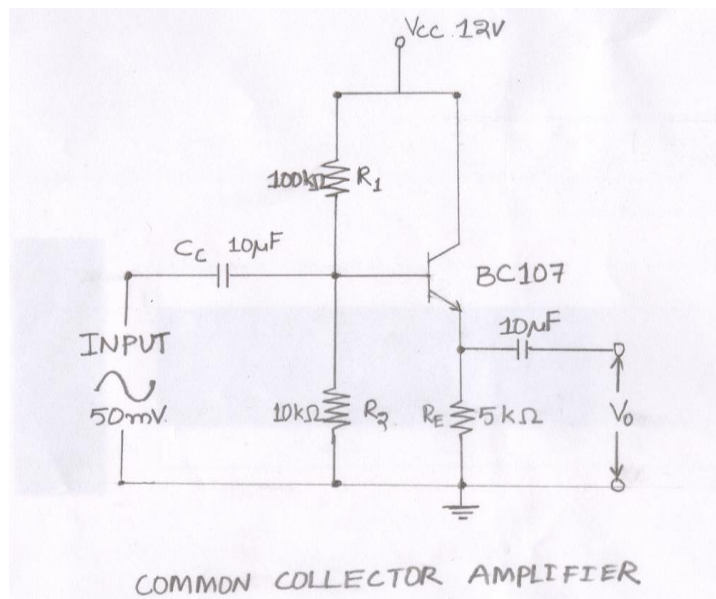 Vcc 12V
100kΩ R1
Cc 10µF
BC107
10µF
INPUT
50mV
10kΩ R2
RE 5kΩ
Vo
COMMON COLLECTOR AMPLIFIER